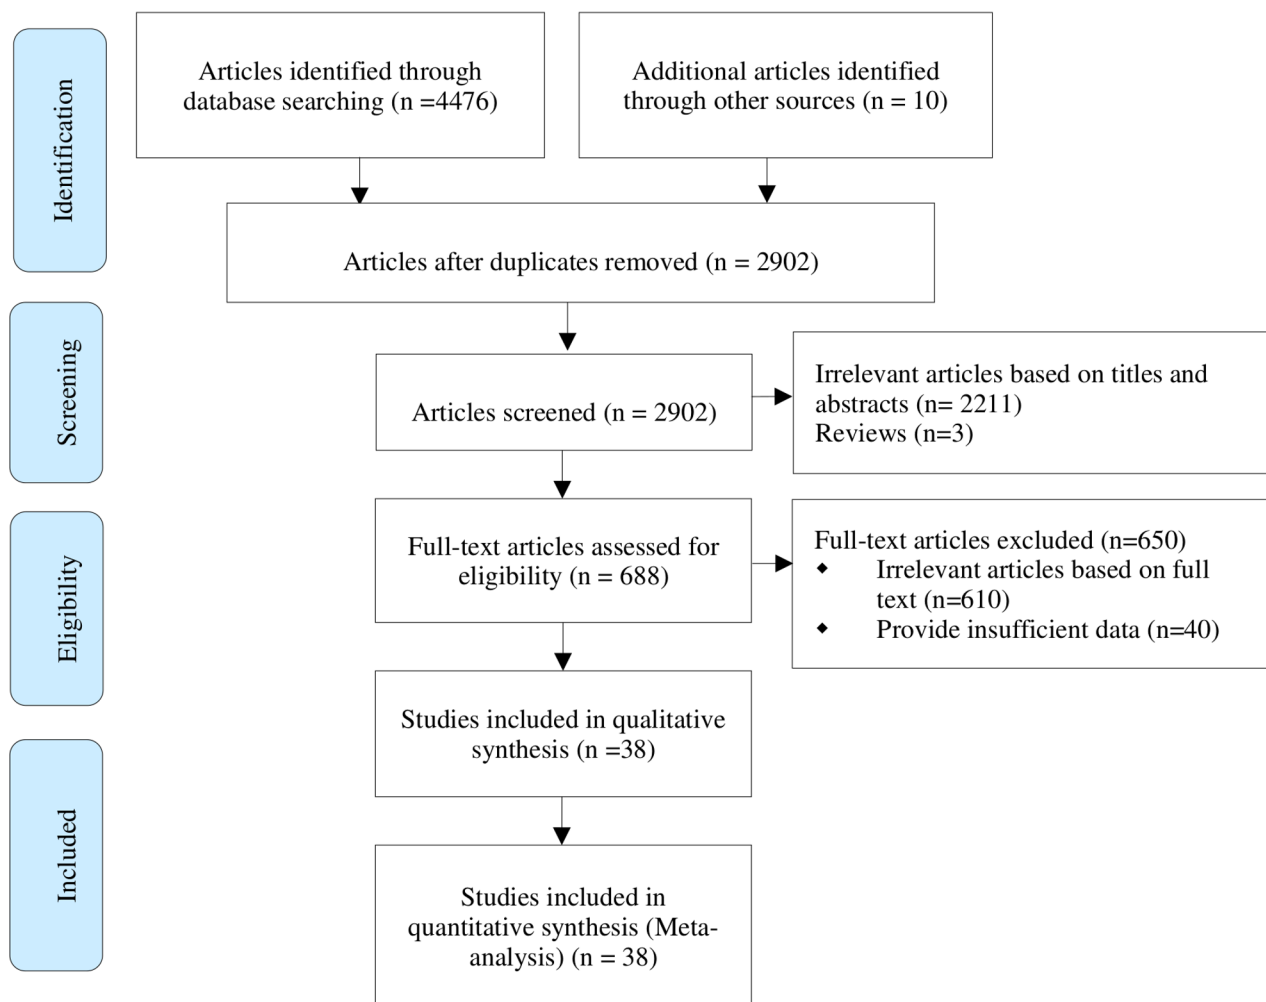 Identification
Articles identified through
database searching (n =4476)
Additional articles identified
through other sources (n = 10)
Articles after duplicates removed (n = 2902)
Screening
Articles screened (n = 2902)
Irrelevant articles based on titles and
abstracts (n= 2211)
Reviews (n=3)
Eligibility
Full-text articles assessed for
eligibility (n = 688)
Full-text articles excluded (n=650)
◆ Irrelevant articles based on full
text (n=610)
◆ Provide insufficient data (n=40)
Studies included in qualitative
synthesis (n =38)
Included
Studies included in
quantitative synthesis (Meta-
analysis) (n = 38)